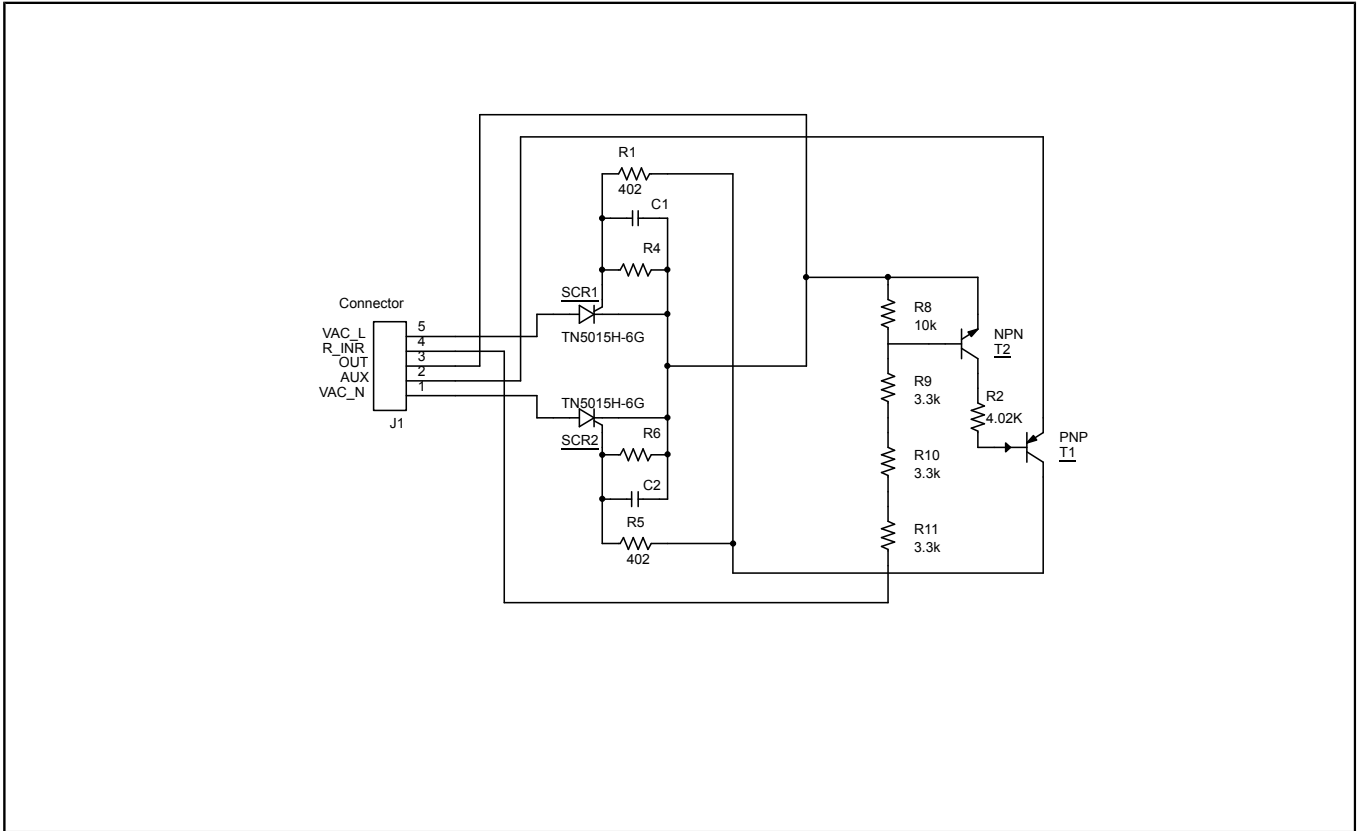 R1
402
C1
R4
SCR1
TN5015H-6G
Connector
VAC_L
R_INR
OUT
AUX
VAC_N
5
4
3
2
1
J1
TN5015H-6G
SCR2
R6
C2
R5
402
R8
10k
NPN
T2
R9
3.3k
R2
4.02K
R10
3.3k
PNP
T1
R11
3.3k